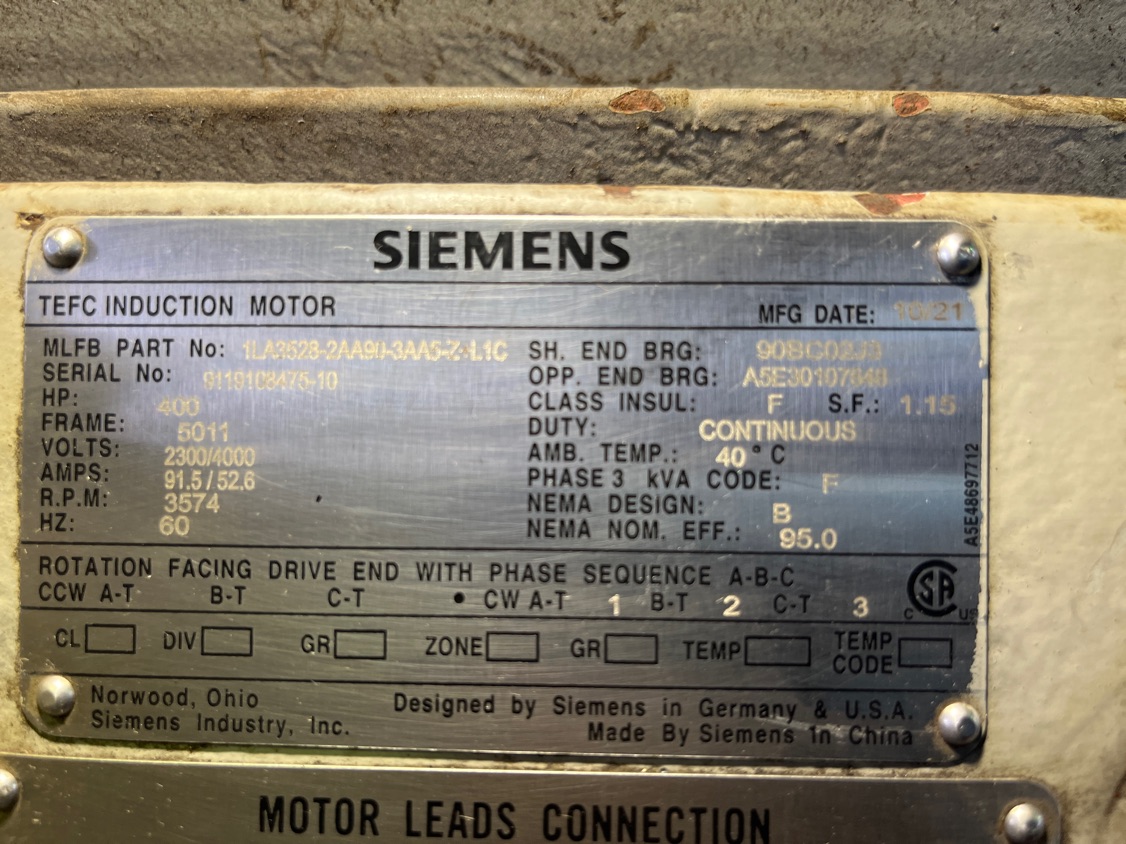 SIEMENS
TEFC INDUCTION MOTOR MFG DATE: 10/21
MLFB PART No: 1LA3528-2AA90-3AA5-Z*L1C SH. END BRG: 90BC02J3
SERIAL No: 9119108475-10 OPP. END BRG:
HP: 400 CLASS INSUL: F S.F.: 1.15
FRAME: 5011 DUTY: CONTINUOUS
VOLTS: 2300/4000 AMB. TEMP.: 40 °C
AMPS: 91.5/52.6 PHASE 3 kVA CODE: F
R.P.M: 3574 NEMA DESIGN: B
HZ: 60 NEMA NOM. EFF.: 95.0
A5E48697712
ROTATION FACING DRIVE END WITH PHASE SEQUENCE A-B-C
CCW A-T B-T C-T • CW A-T 1 B-T 2 C-T 3
C SA US
CL DIV GR ZONE GR TEMP TEMP CODE
Norwood, Ohio Designed by Siemens in Germany & U.S.A.
Siemens Industry, Inc. Made By Siemens In China
MOTOR LEADS CONNECTION